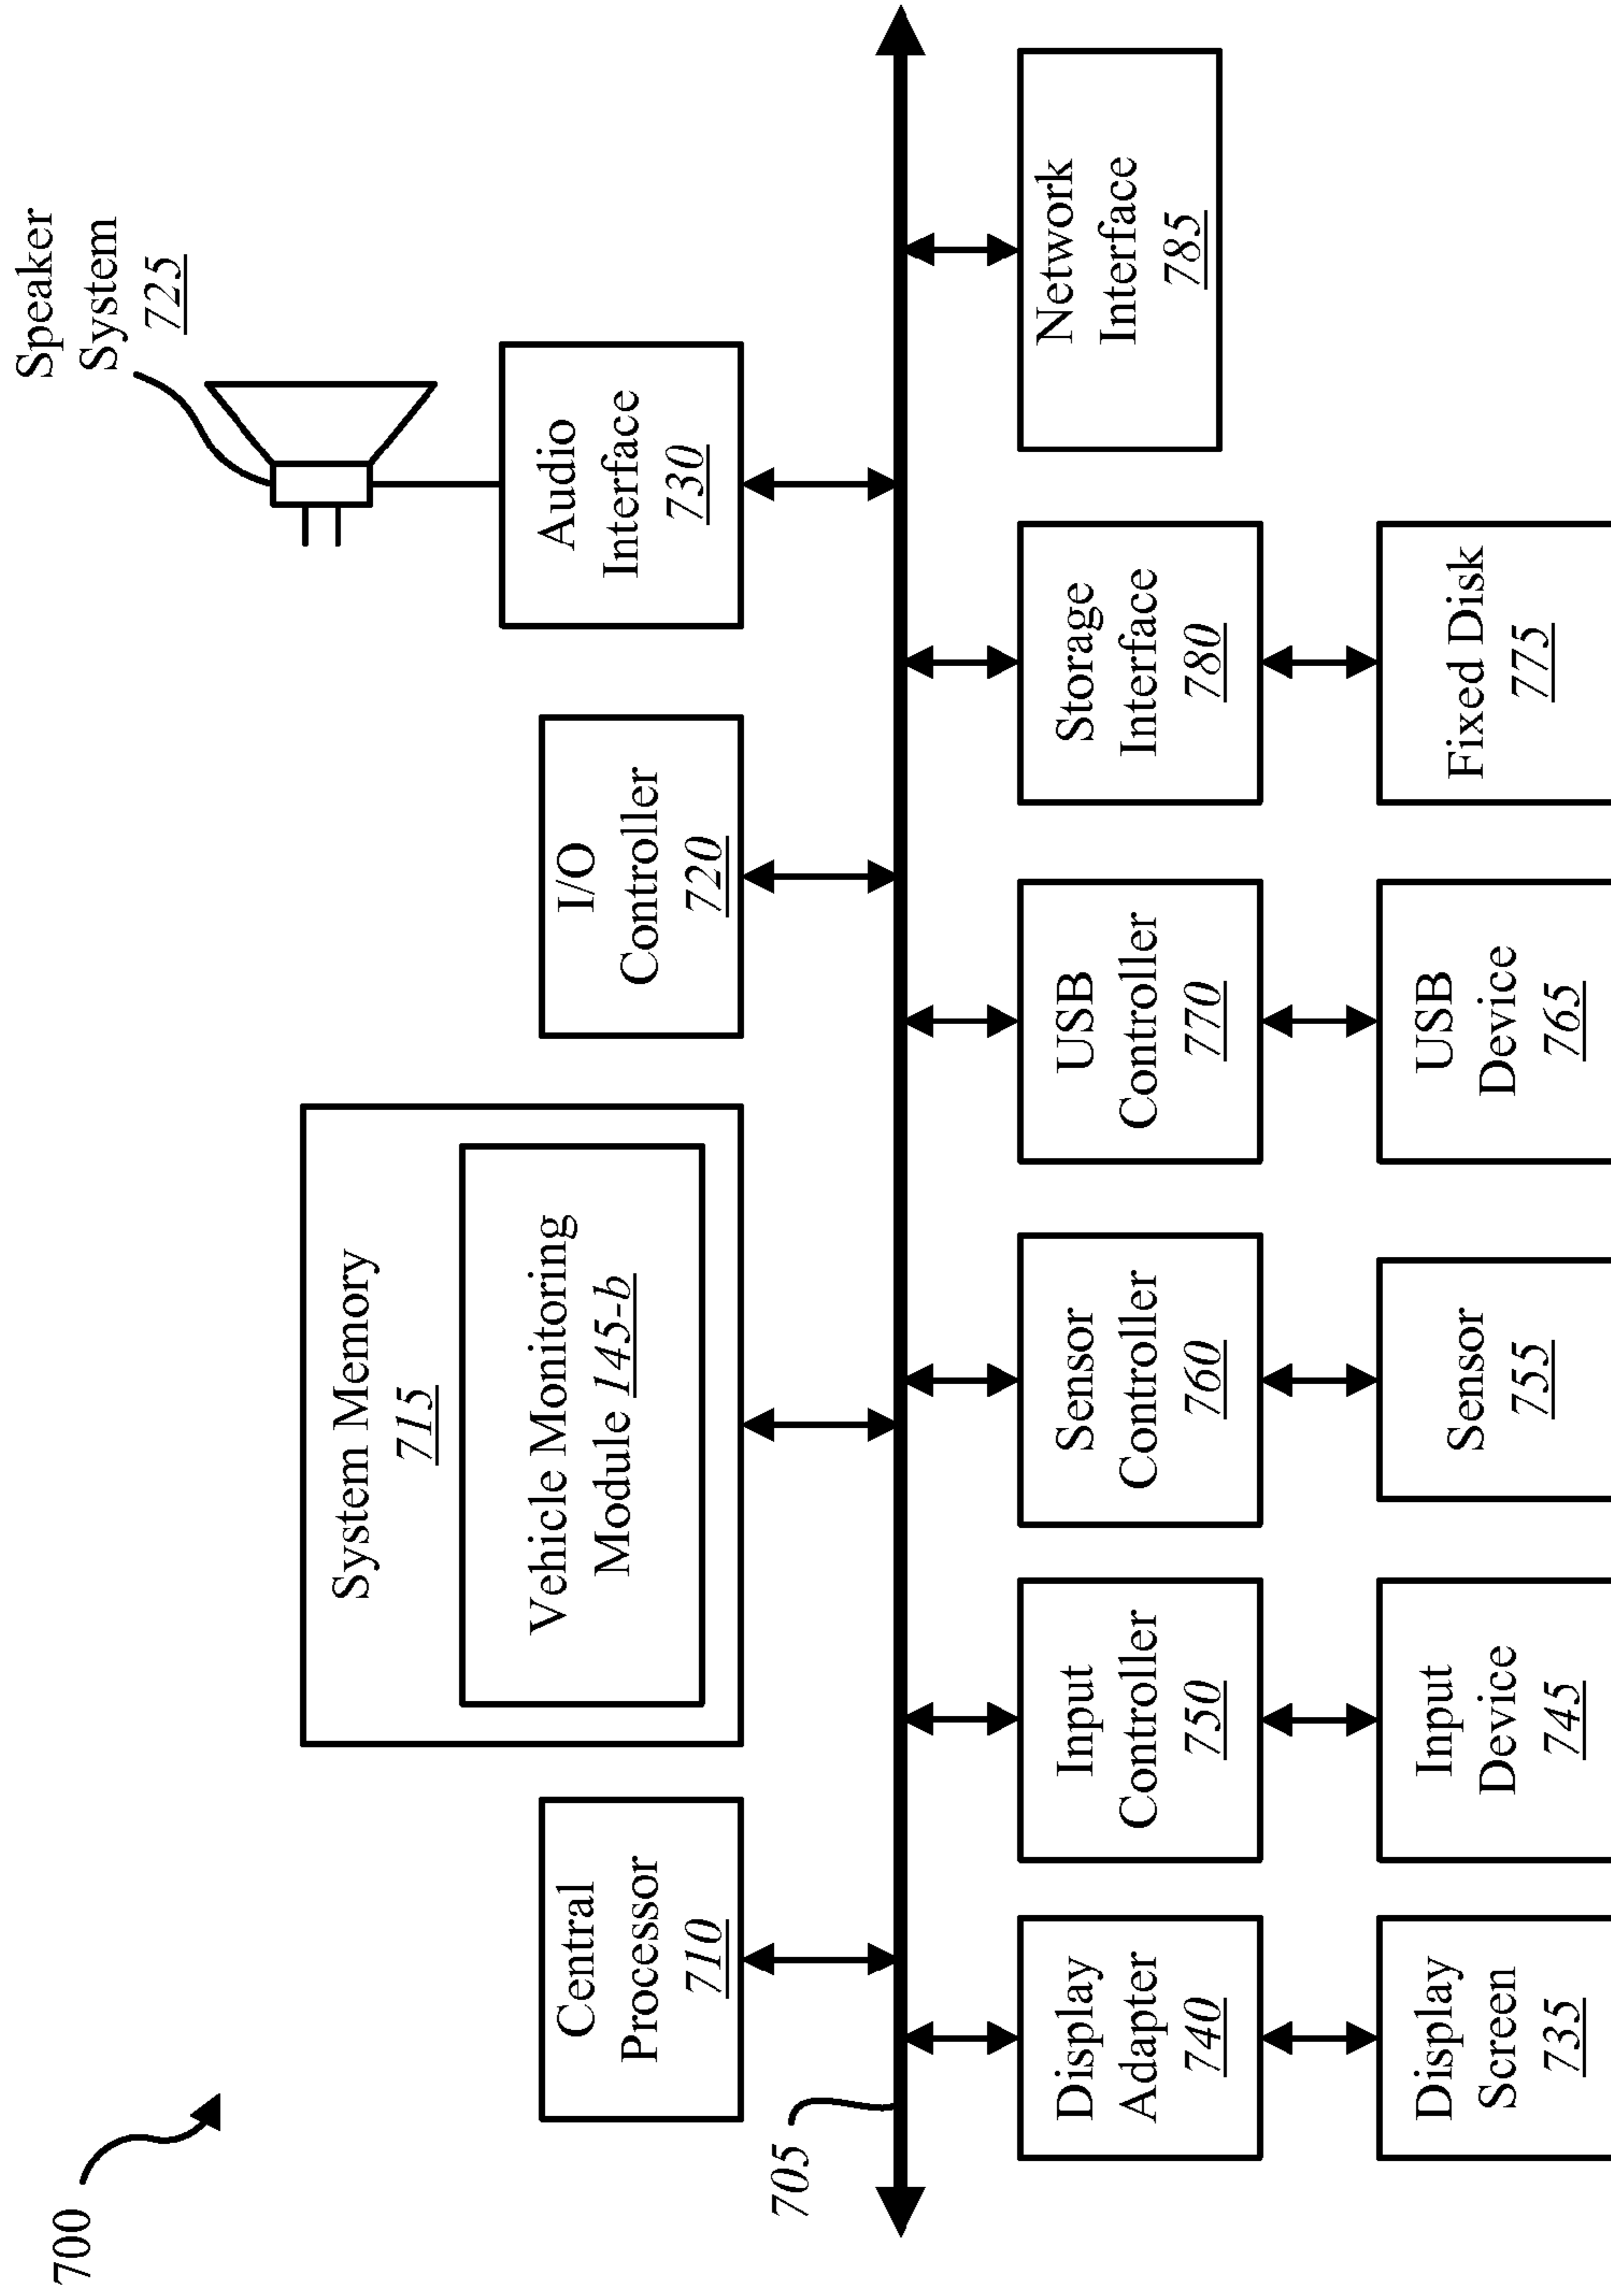 700
Speaker
System
725
Central
Processor
710
System Memory
715
Vehicle Monitoring
Module 145-b
I/O
Controller
720
Audio
Interface
730
705
Display
Adapter
740
Input
Controller
750
Sensor
Controller
760
USB
Controller
770
Storage
Interface
780
Network
Interface
785
Display
Screen
735
Input
Device
745
Sensor
755
USB
Device
765
Fixed Disk
775